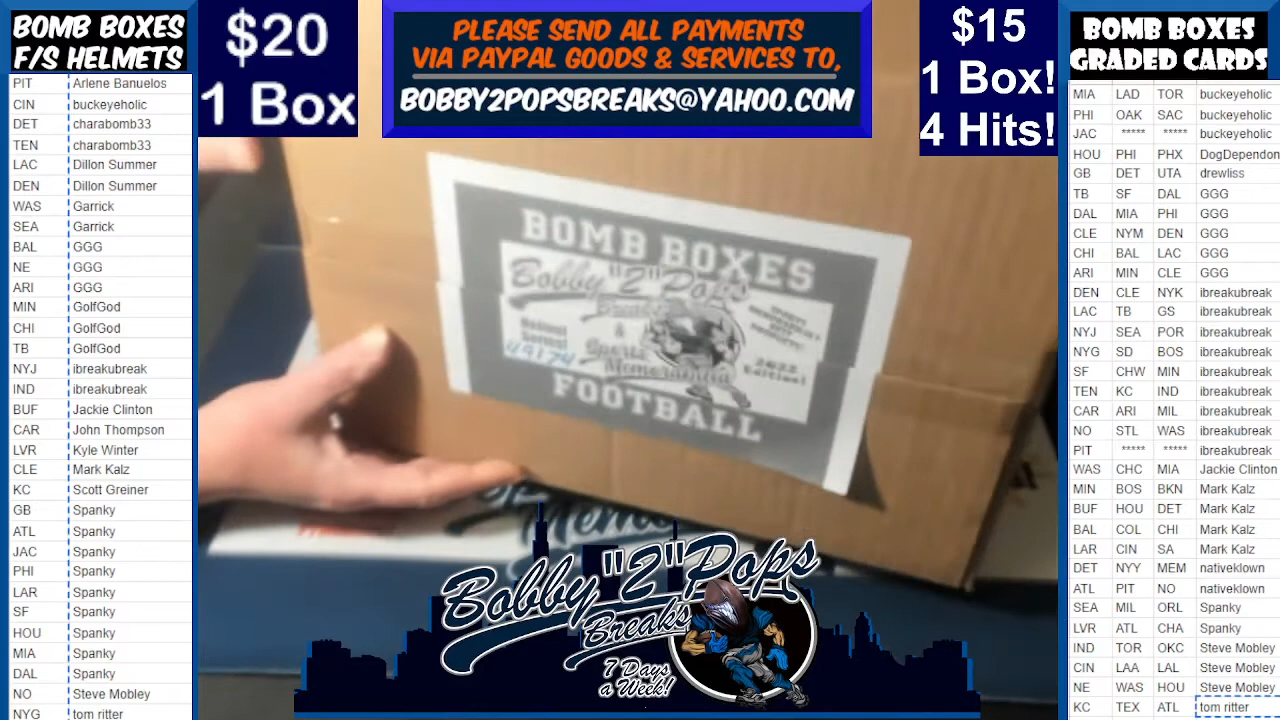 BOMB BOXES
F/S HELMETS
PIT Arlene Banuelos
CIN buckeyeholic
DET charabomb33
TEN charabomb33
LAC Dillon Summer
DEN Dillon Summer
WAS Garrick
SEA Garrick
BAL GGG
NE GGG
ARI GGG
MIN GolfGod
CHI GolfGod
TB GolfGod
NYJ ibreakubreak
IND ibreakubreak
BUF Jackie Clinton
CAR John Thompson
LVR Kyle Winter
CLE Mark Kalz
KC Scott Greiner
GB Spanky
ATL Spanky
JAC Spanky
PHI Spanky
LAR Spanky
SF Spanky
HOU Spanky
MIA Spanky
DAL Spanky
NO Steve Mobley
NYG tom ritter
$20
1 Box
PLEASE SEND ALL PAYMENTS
VIA PAYPAL GOODS & SERVICES TO,
BOBBY2POPSBREAKS@YAHOO.COM
$15
1 Box!
4 Hits!
BOMB BOXES
Bobby "2" Pops
Breaks
&
Sports
Memorabilia
2022
Edition!
FOOTBALL
Bobby "2" Pops
Breaks
7 Days
a Week!
BOMB BOXES
GRADED CARDS
MIA LAD TOR buckeyeholic
PHI OAK SAC buckeyeholic
JAC ***** ***** buckeyeholic
HOU PHI PHX DogDependon
GB DET UTA drewliss
TB SF DAL GGG
DAL MIA PHI GGG
CLE NYM DEN GGG
CHI BAL LAC GGG
ARI MIN CLE GGG
DEN CLE NYK ibreakubreak
LAC TB GS ibreakubreak
NYJ SEA POR ibreakubreak
NYG SD BOS ibreakubreak
SF CHW MIN ibreakubreak
TEN KC IND ibreakubreak
CAR ARI MIL ibreakubreak
NO STL WAS ibreakubreak
PIT ***** ***** ibreakubreak
WAS CHC MIA Jackie Clinton
MIN BOS BKN Mark Kalz
BUF HOU DET Mark Kalz
BAL COL CHI Mark Kalz
LAR CIN SA Mark Kalz
DET NYY MEM nativeklown
ATL PIT NO nativeklown
SEA MIL ORL Spanky
LVR ATL CHA Spanky
IND TOR OKC Steve Mobley
CIN LAA LAL Steve Mobley
NE WAS HOU Steve Mobley
KC TEX ATL tom ritter